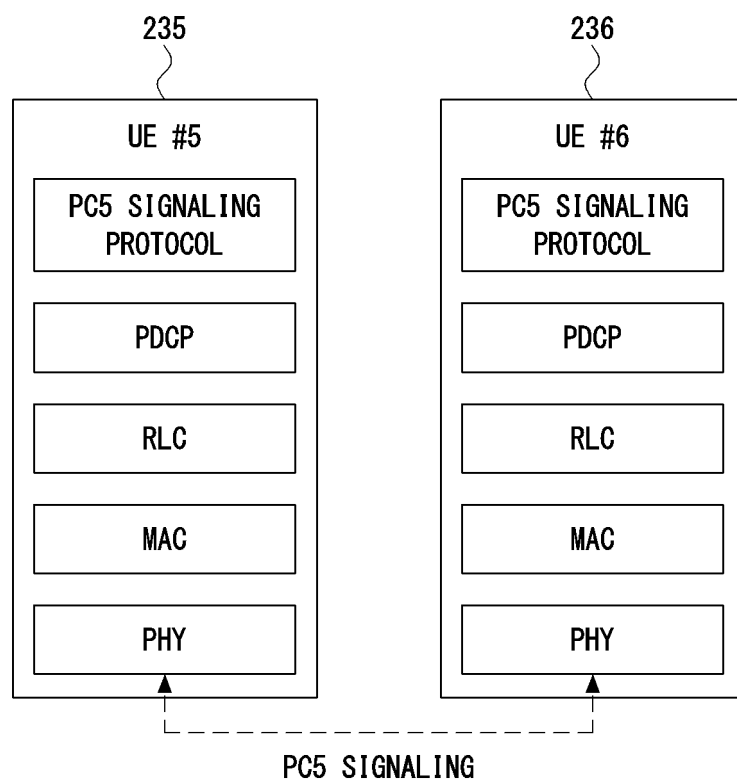 235
236
UE #5
PC5 SIGNALING
PROTOCOL
PDCP
RLC
MAC
PHY
UE #6
PC5 SIGNALING
PROTOCOL
PDCP
RLC
MAC
PHY
PC5 SIGNALING